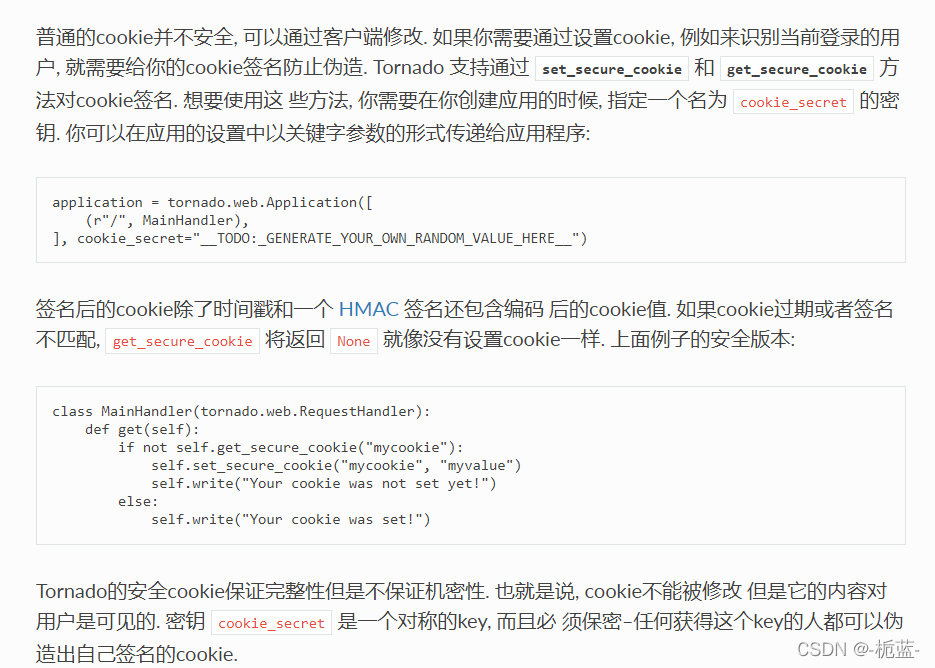 普通的cookie并不安全, 可以通过客户端修改. 如果你需要通过设置cookie, 例如来识别当前登录的用
户, 就需要给你的cookie签名防止伪造. Tornado 支持通过 set_secure_cookie 和 get_secure_cookie 方
法对cookie签名. 想要使用这 些方法, 你需要在你创建应用的时候, 指定一个名为 cookie_secret 的密
钥. 你可以在应用的设置中以关键字参数的形式传递给应用程序:
application = tornado.web.Application([
    (r"/", MainHandler),
], cookie_secret="__TODO:_GENERATE_YOUR_OWN_RANDOM_VALUE_HERE__")
签名后的cookie除了时间戳和一个 HMAC 签名还包含编码 后的cookie值. 如果cookie过期或者签名
不匹配, get_secure_cookie 将返回 None 就像没有设置cookie一样. 上面例子的安全版本:
class MainHandler(tornado.web.RequestHandler):
    def get(self):
        if not self.get_secure_cookie("mycookie"):
            self.set_secure_cookie("mycookie", "myvalue")
            self.write("Your cookie was not set yet!")
        else:
            self.write("Your cookie was set!")
Tornado的安全cookie保证完整性但是不保证机密性. 也就是说, cookie不能被修改 但是它的内容对
用户是可见的. 密钥 cookie_secret 是一个对称的key, 而且必 须保密–任何获得这个key的人都可以伪
造出自己签名的cookie.
CSDN @-栀蓝-